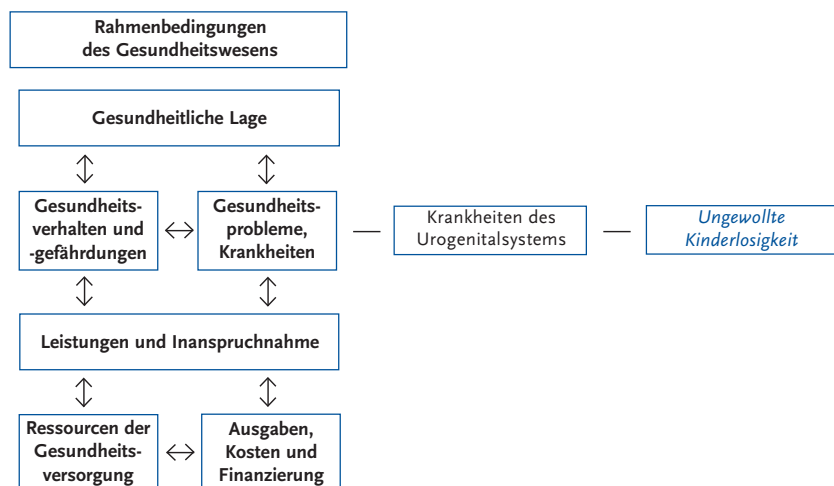 Rahmenbedingungen
des Gesundheitswesens
Gesundheitliche Lage
Gesundheits-
verhalten und
-gefährdungen
Gesundheits-
probleme,
Krankheiten
Krankheiten des
Urogenitalsystems
Ungewollte
Kinderlosigkeit
Leistungen und Inanspruchnahme
Ressourcen der
Gesundheits-
versorgung
Ausgaben,
Kosten und
Finanzierung